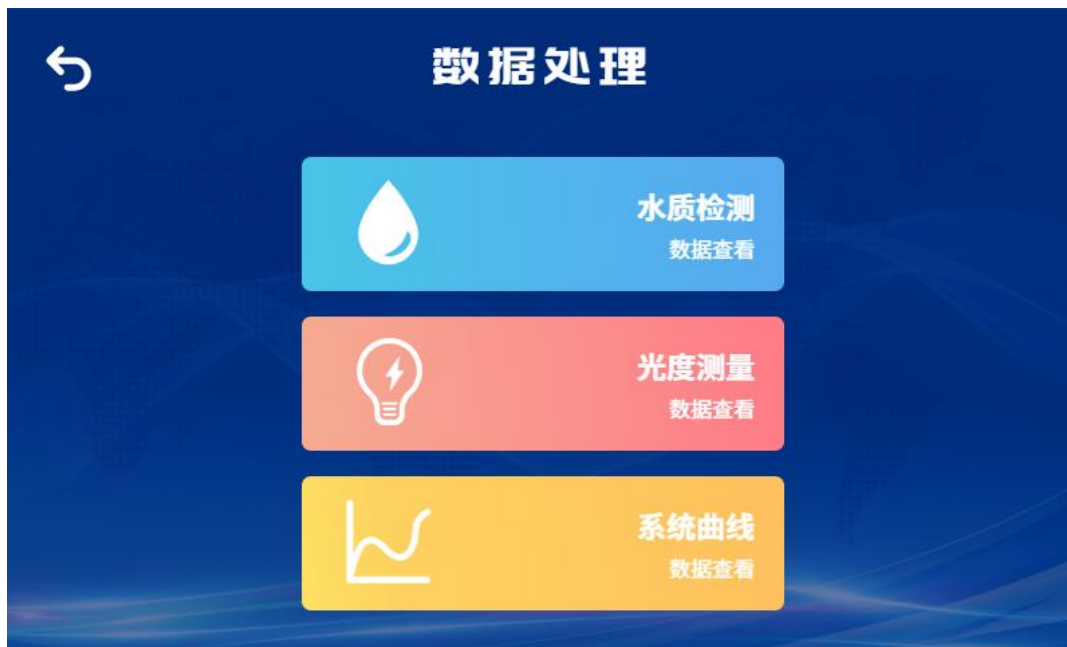 数据处理
水质检测
数据查看
光度测量
数据查看
系统曲线
数据查看